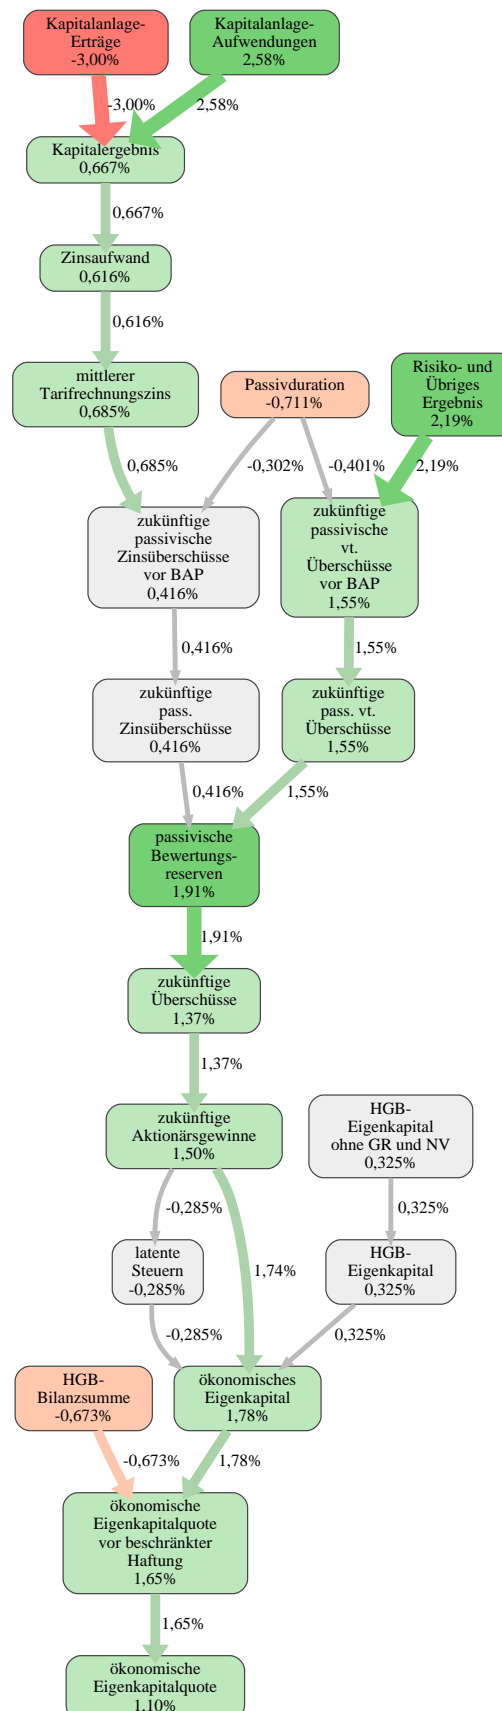 Kapitalanlage-
Erträge
-3,00%
Kapitalanlage-
Aufwendungen
2,58%
-3,00%
2,58%
Kapitalergebnis
0,667%
0,667%
Zinsaufwand
0,616%
0,616%
mittlerer
Tarifrechnungszins
0,685%
Passivduration
-0,711%
Risiko- und
Übriges
Ergebnis
2,19%
0,685%
-0,302%
-0,401%
2,19%
zukünftige
passivische
Zinsüberschüsse
vor BAP
0,416%
zukünftige
passivische
vt.
Überschüsse
vor BAP
1,55%
0,416%
1,55%
zukünftige
pass.
Zinsüberschüsse
0,416%
zukünftige
pass. vt.
Überschüsse
1,55%
0,416%
1,55%
passivische
Bewertungs-
reserven
1,91%
1,91%
zukünftige
Überschüsse
1,37%
1,37%
zukünftige
Aktionärsgewinne
1,50%
HGB-
Eigenkapital
ohne GR und NV
0,325%
-0,285%
0,325%
latente
Steuern
-0,285%
1,74%
HGB-
Eigenkapital
0,325%
-0,285%
0,325%
HGB-
Bilanzsumme
-0,673%
ökonomisches
Eigenkapital
1,78%
-0,673%
1,78%
ökonomische
Eigenkapitalquote
vor beschränkter
Haftung
1,65%
1,65%
ökonomische
Eigenkapitalquote
1,10%